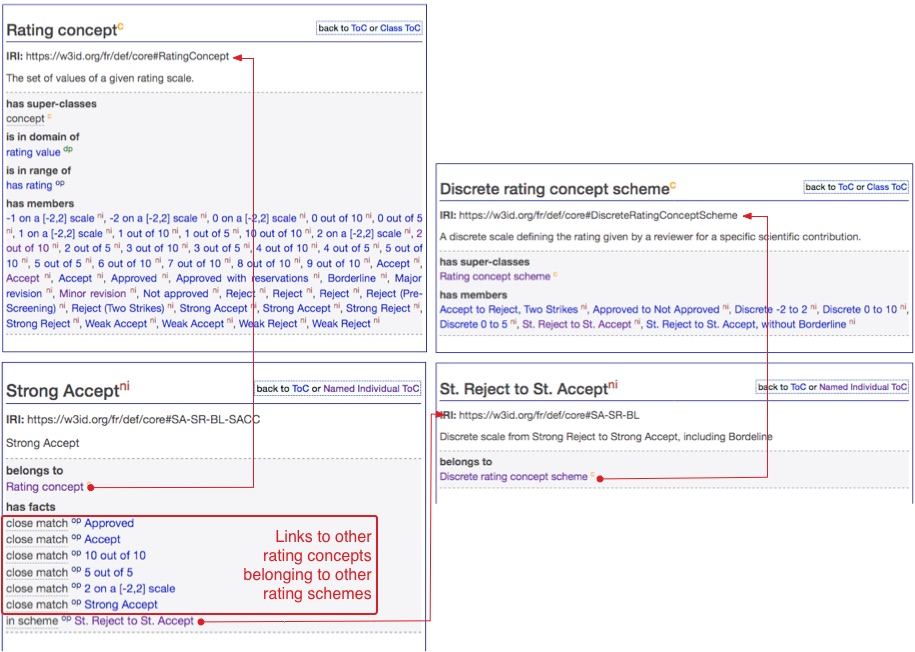 Rating concept c
back to ToC or Class ToC
IRI: https://w3id.org/fr/def/core#RatingConcept
The set of values of a given rating scale.
has super-classes
concept c
is in domain of
rating value dp
is in range of
has rating op
has members
-1 on a [-2,2] scale ni, -2 on a [-2,2] scale ni, 0 on a [-2,2] scale ni, 0 out of 10 ni, 0 out of 5
ni, 1 on a [-2,2] scale ni, 1 out of 10 ni, 1 out of 5 ni, 10 out of 10 ni, 2 on a [-2,2] scale ni, 2
out of 10 ni, 2 out of 5 ni, 3 out of 10 ni, 3 out of 5 ni, 4 out of 10 ni, 4 out of 5 ni, 5 out of
10 ni, 5 out of 5 ni, 6 out of 10 ni, 7 out of 10 ni, 8 out of 10 ni, 9 out of 10 ni, Accept ni,
Accept ni, Accept ni, Approved ni, Approved with reservations ni, Borderline ni, Major
revision ni, Minor revision ni, Not approved ni, Reject ni, Reject ni, Reject ni, Reject (Pre-
Screening) ni, Reject (Two Strikes) ni, Strong Accept ni, Strong Accept ni, Strong Reject ni,
Strong Reject ni, Weak Accept ni, Weak Accept ni, Weak Reject ni, Weak Reject ni
Discrete rating concept scheme c
back to ToC or Class ToC
IRI: https://w3id.org/fr/def/core#DiscreteRatingConceptScheme
A discrete scale defining the rating given by a reviewer for a specific scientific contribution.
has super-classes
Rating concept scheme c
has members
Accept to Reject, Two Strikes ni, Approved to Not Approved ni, Discrete -2 to 2 ni, Discrete 0 to 10 ni,
Discrete 0 to 5 ni, St. Reject to St. Accept ni, St. Reject to St. Accept, without Borderline ni
Strong Accept ni
back to ToC or Named Individual ToC
IRI: https://w3id.org/fr/def/core#SA-SR-BL-SACC
Strong Accept
belongs to
Rating concept c
has facts
close match op Approved
close match op Accept
close match op 10 out of 10
close match op 5 out of 5
close match op 2 on a [-2,2] scale
close match op Strong Accept
in scheme op St. Reject to St. Accept
Links to other
rating concepts
belonging to other
rating schemes
St. Reject to St. Accept ni
back to ToC or Named Individual ToC
IRI: https://w3id.org/fr/def/core#SA-SR-BL
Discrete scale from Strong Reject to Strong Accept, including Bordeline
belongs to
Discrete rating concept scheme c